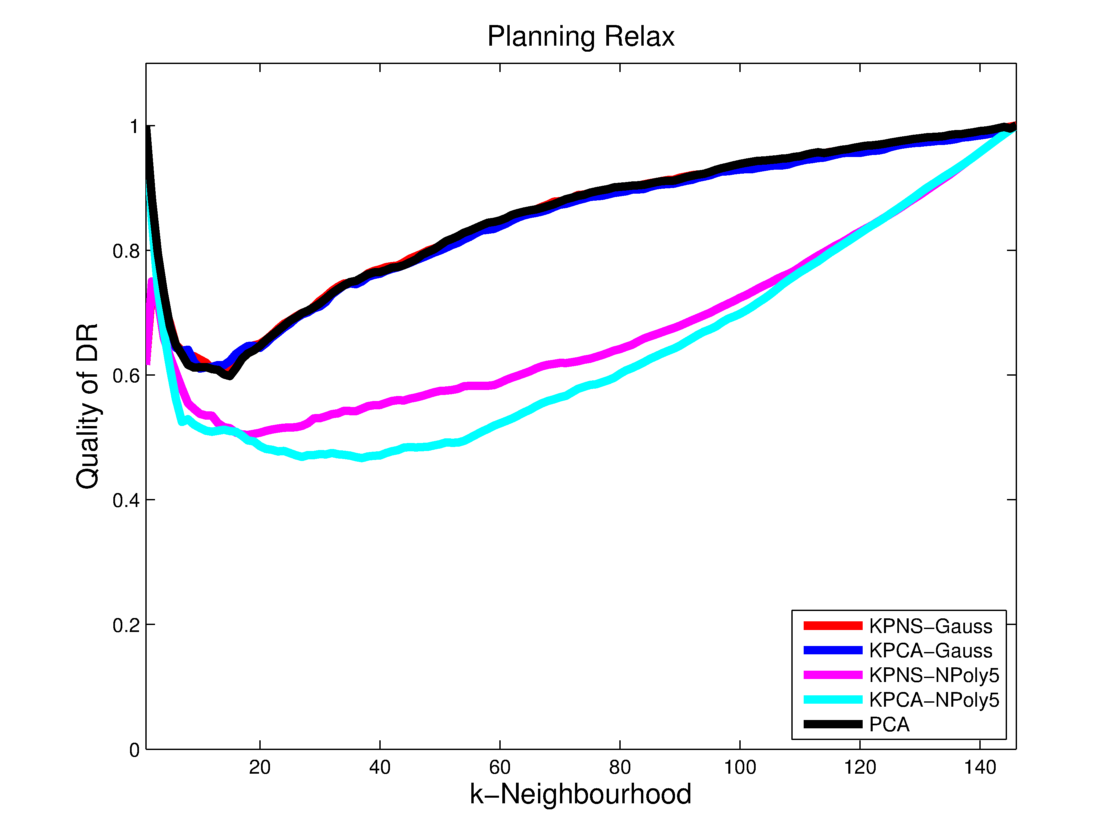 Planning Relax
1
0.8
0.6
0.4
0.2
0
Quality of DR
20 40 60 80 100 120 140
k−Neighbourhood
KPNS−Gauss
KPCA−Gauss
KPNS−NPoly5
KPCA−NPoly5
PCA